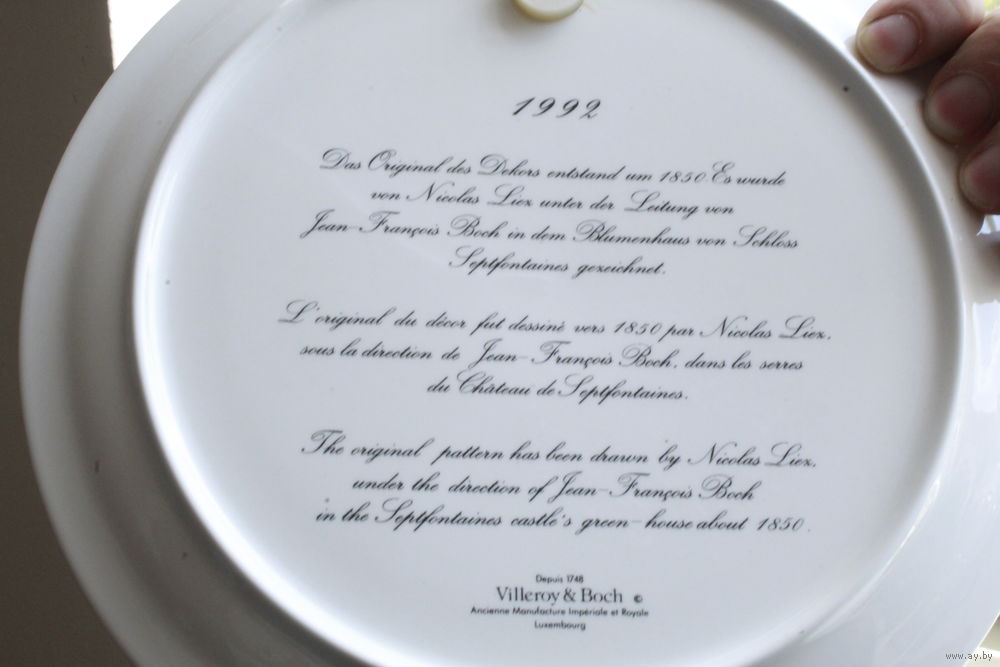 1992
Das Original des Dekors entstand um 1850. Es wurde
von Nicolas Liez unter der Leitung von
Jean-François Boch in dem Blumenhaus von Schloss
Septfontaines gezeichnet.
L'original du décor fut dessiné vers 1850 par Nicolas Liez,
sous la direction de Jean-François Boch, dans les serres
du Château de Septfontaines.
The original pattern has been drawn by Nicolas Liez,
under the direction of Jean-François Boch
in the Septfontaines castle's green-house about 1850.
Depuis 1748
Villeroy & Boch ©
Ancienne Manufacture Impériale et Royale
Luxembourg
www.ay.by